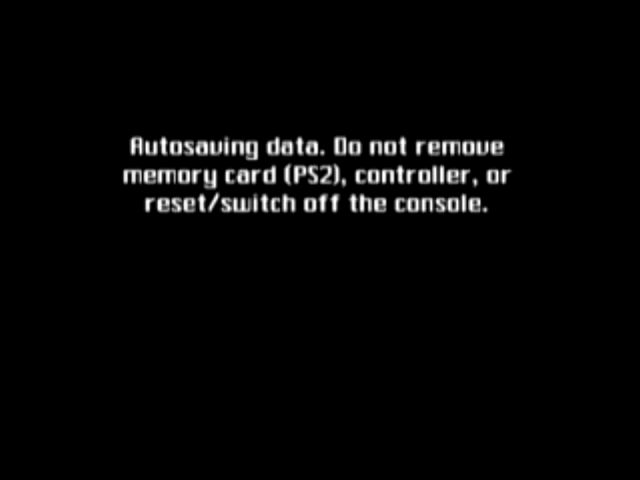 Autosaving data. Do not remove
memory card (PS2), controller, or
reset/switch off the console.